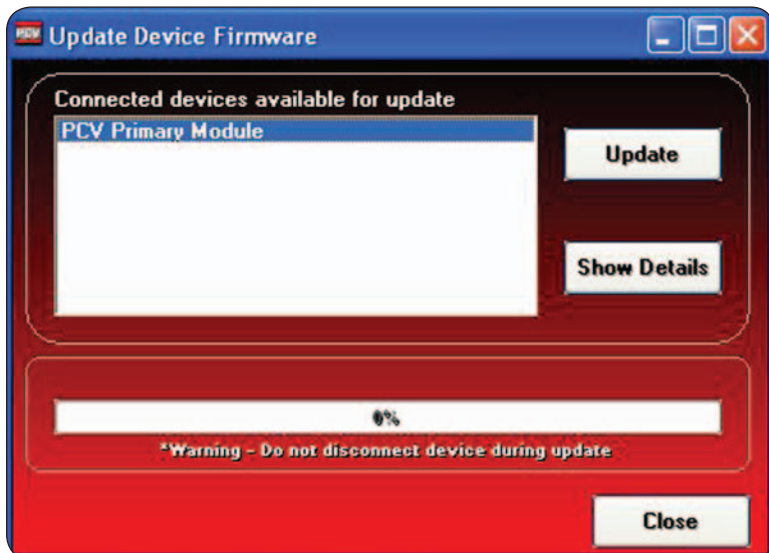 PCV Update Device Firmware
Connected devices available for update
PCV Primary Module
Update
Show Details
0%
*Warning - Do not disconnect device during update
Close